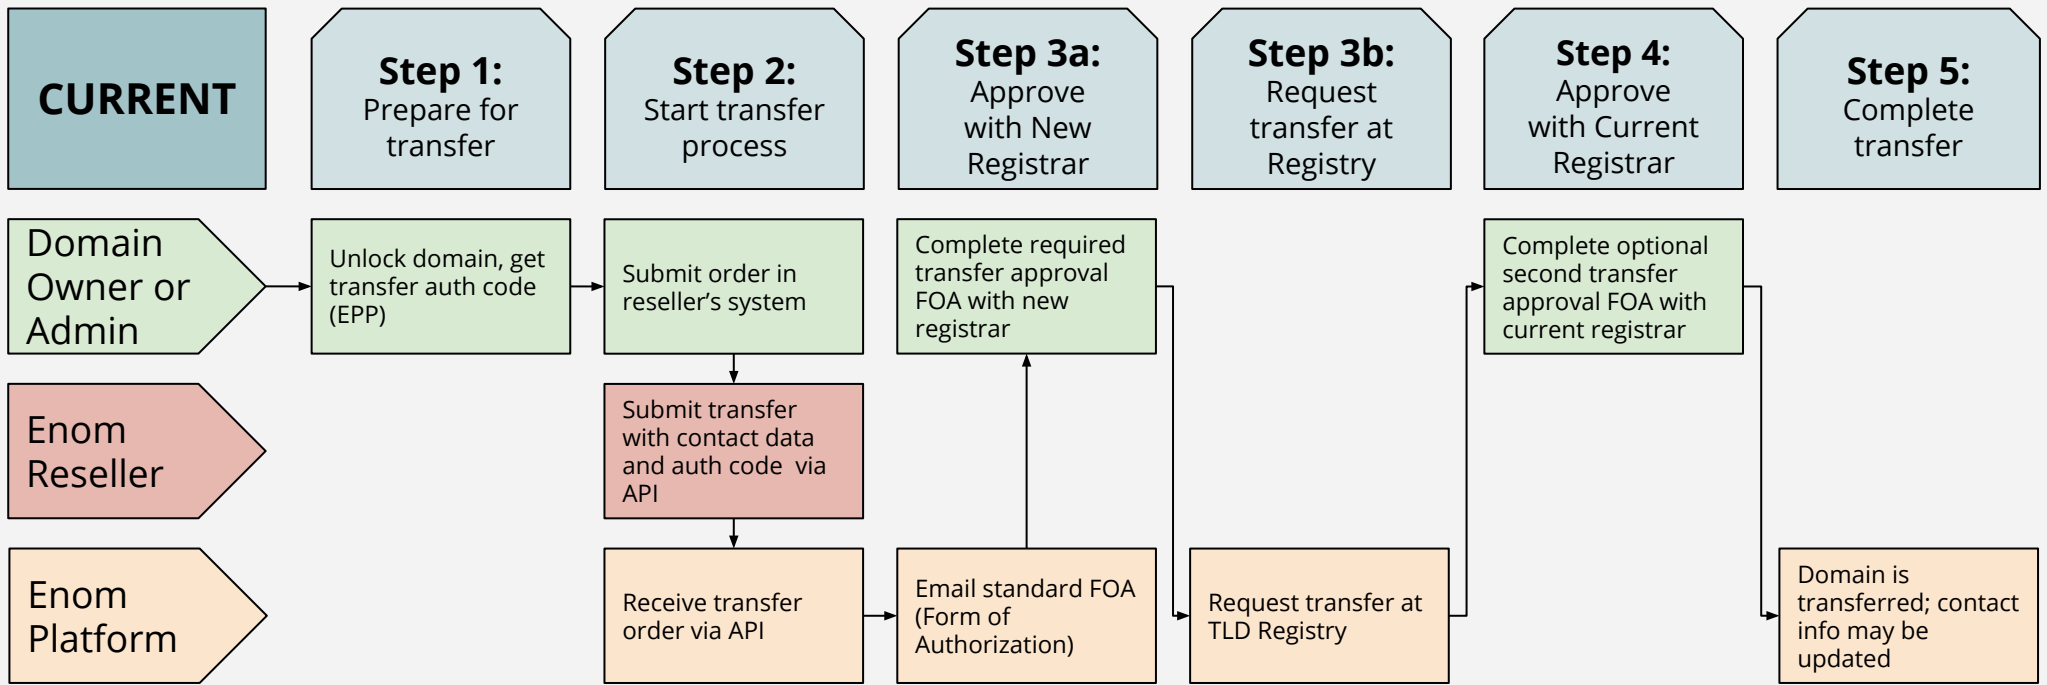 CURRENT
Step 1:
Prepare for
transfer
Step 2:
Start transfer
process
Step 3a:
Approve
with New
Registrar
Step 3b:
Request
transfer at
Registry
Step 4:
Approve
with Current
Registrar
Step 5:
Complete
transfer
Domain
Owner or
Admin
Unlock domain, get
transfer auth code
(EPP)
Submit order in
reseller’s system
Complete required
transfer approval
FOA with new
registrar
Complete optional
second transfer
approval FOA with
current registrar
Enom
Reseller
Submit transfer
with contact data
and auth code  via
API
Enom
Platform
Receive transfer
order via API
Email standard FOA
(Form of
Authorization)
Request transfer at
TLD Registry
Domain is
transferred; contact
info may be
updated